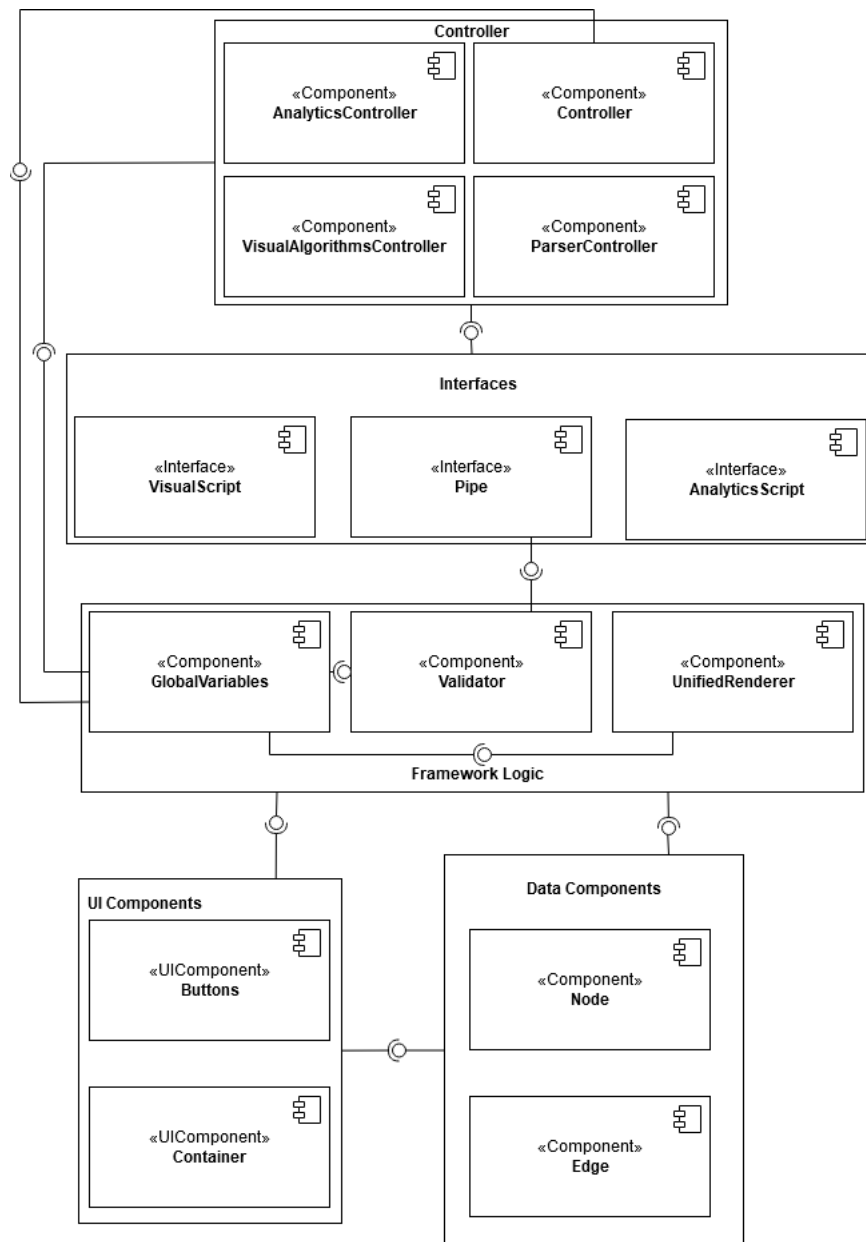 Controller
«Component»
AnalyticsController
«Component»
Controller
«Component»
VisualAlgorithmsController
«Component»
ParserController
Interfaces
«Interface»
VisualScript
«Interface»
Pipe
«Interface»
AnalyticsScript
«Component»
GlobalVariables
«Component»
Validator
«Component»
UnifiedRenderer
Framework Logic
UI Components
«UIComponent»
Buttons
«UIComponent»
Container
Data Components
«Component»
Node
«Component»
Edge